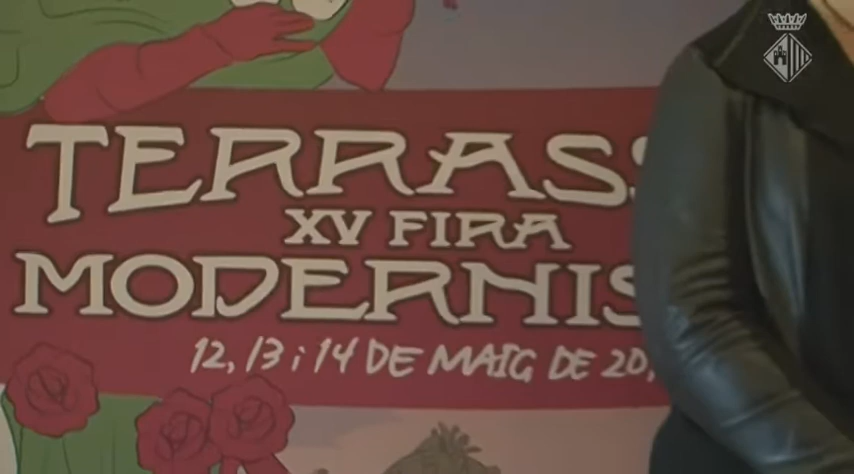 TERRASS
XV FIRA
MODERNIS
12, 13 i 14 DE MAIG DE 20